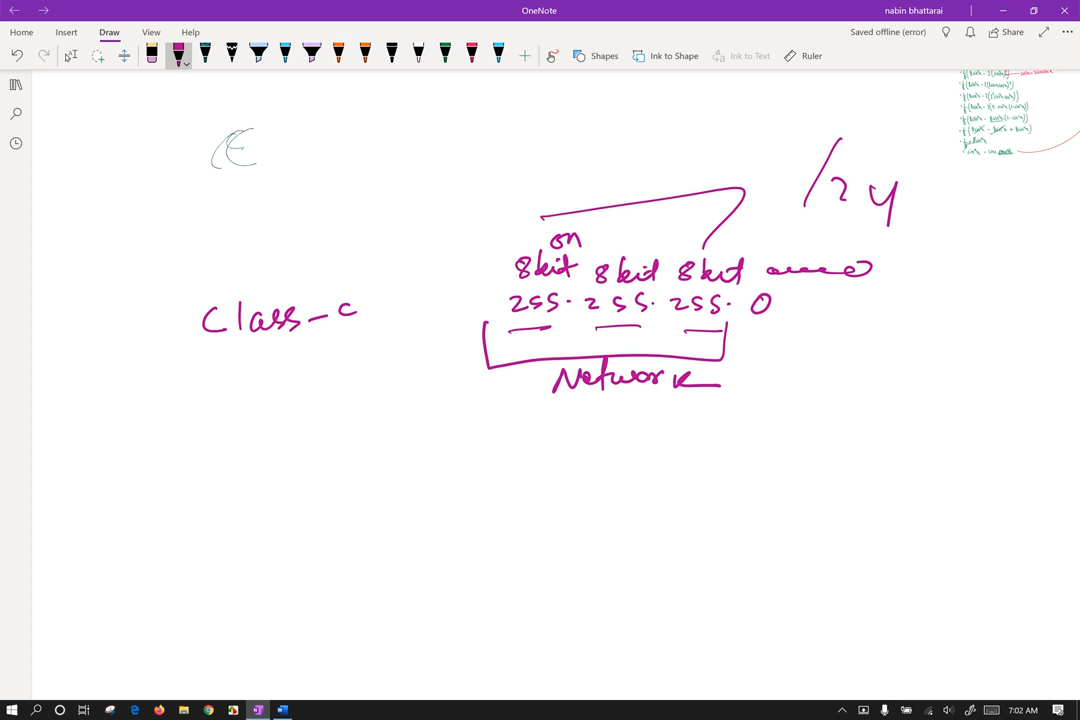 OneNote
nabin bhattarai
Home Insert Draw View Help
Saved offline (error)
Share
Shapes
Ink to Shape
Ink to Text
Ruler
/24
on
8bit 8bit 8bit
Class-c
255.255.255.0
Network
7:02 AM